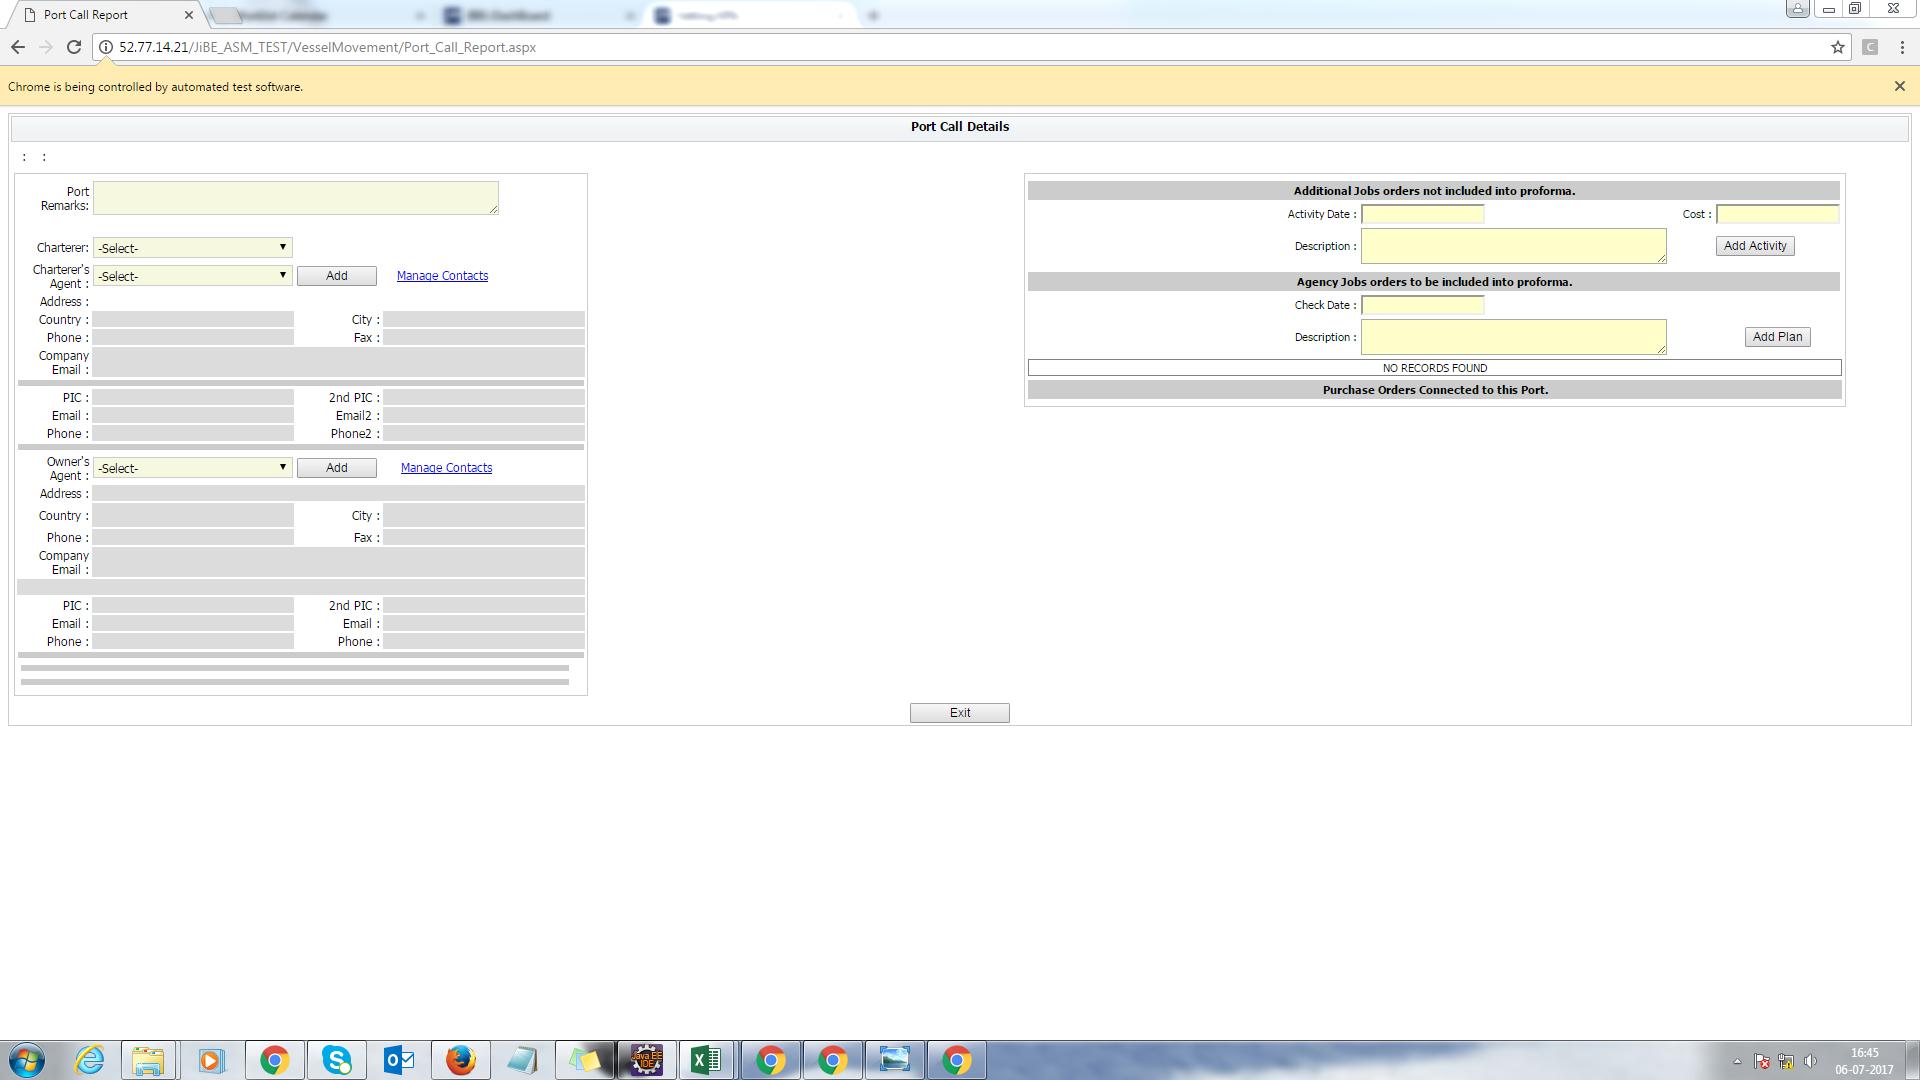 Port Call Report
52.77.14.21/JiBE_ASM_TEST/VesselMovement/Port_Call_Report.aspx
C
Chrome is being controlled by automated test software.
Port Call Details
: :
Port Remarks:
Charterer: -Select-
Charterer's Agent : -Select- Add Manage Contacts
Address :
Country : City :
Phone : Fax :
Company Email :
PIC : 2nd PIC :
Email : Email2 :
Phone : Phone2 :
Owner's Agent : -Select- Add Manage Contacts
Address :
Country : City :
Phone : Fax :
Company Email :
PIC : 2nd PIC :
Email : Email :
Phone : Phone :
Additional Jobs orders not included into proforma.
Activity Date : Cost :
Description : Add Activity
Agency Jobs orders to be included into proforma.
Check Date :
Description : Add Plan
NO RECORDS FOUND
Purchase Orders Connected to this Port.
Exit
Java EE IDE
16:45
06-07-2017